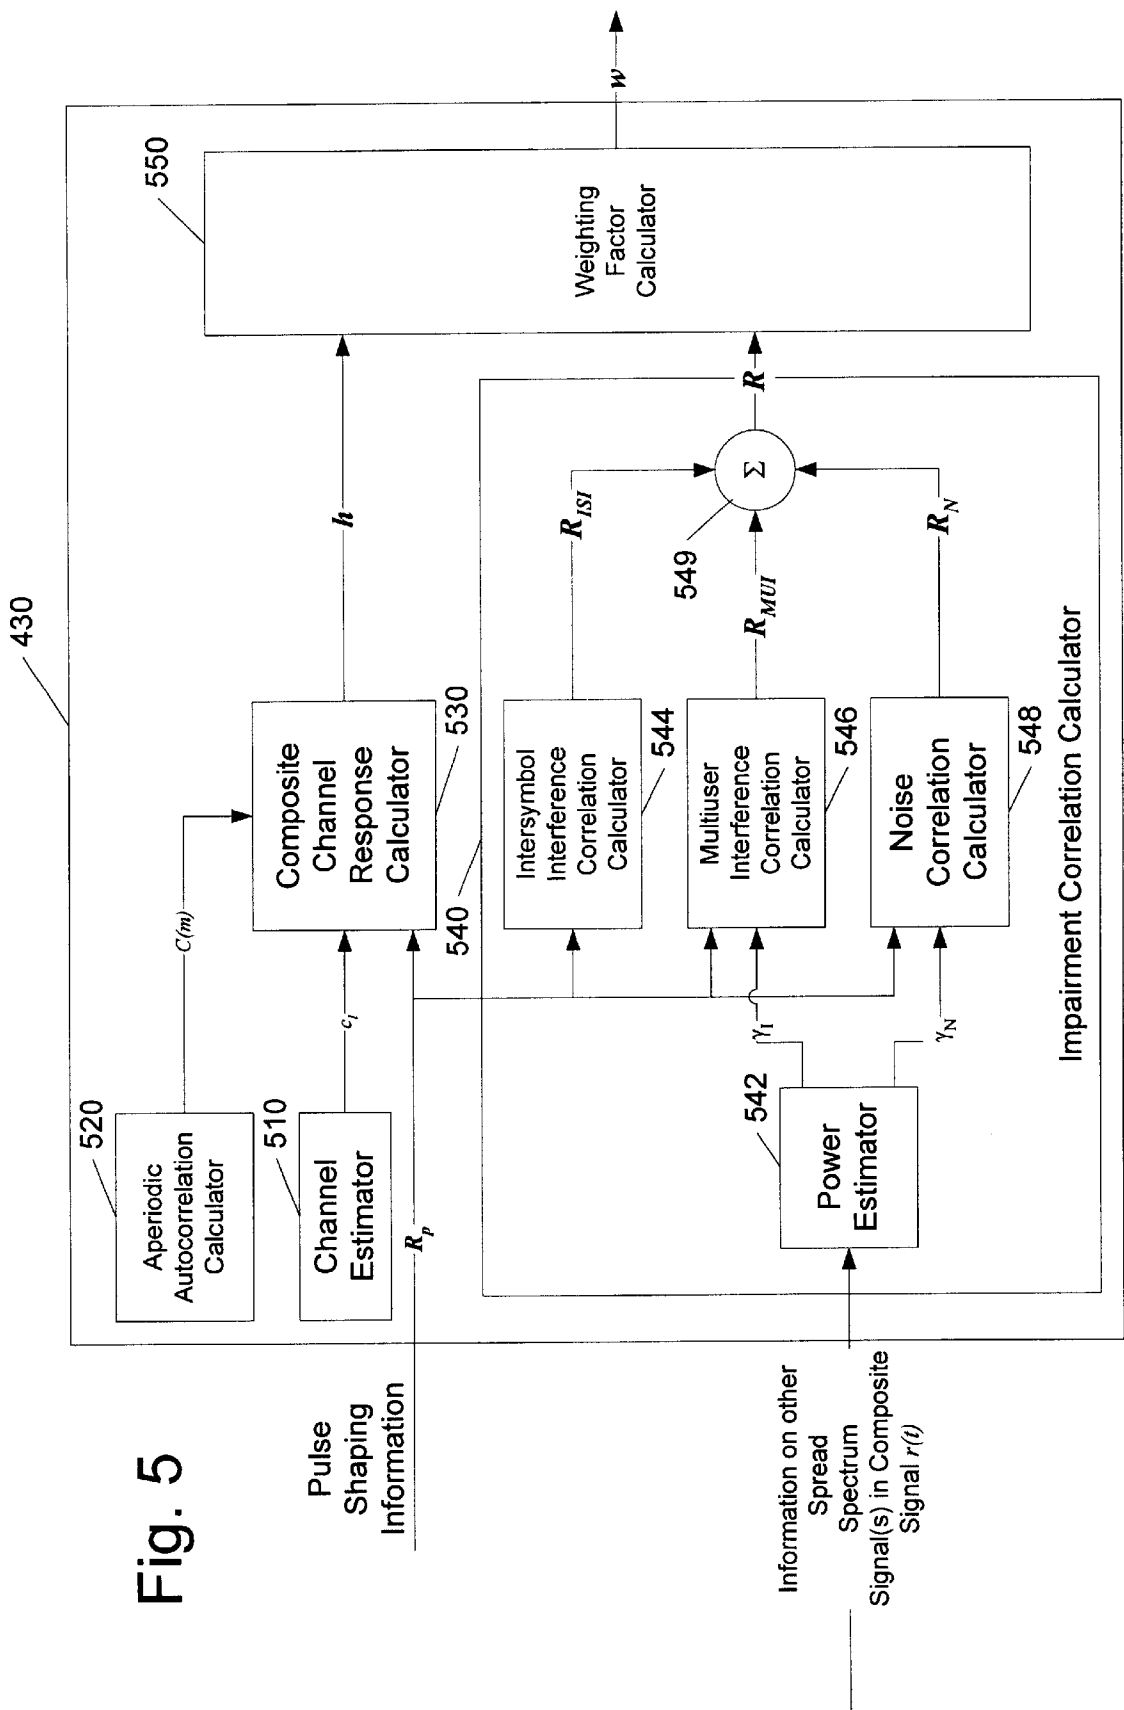 Fig. 5
430
520
Aperiodic
Autocorrelation
Calculator
C(m)
510
Channel
Estimator
c_l
Pulse
Shaping
Information
R_p
Composite
Channel
Response
Calculator
530
h
550
Weighting
Factor
Calculator
w
540
Intersymbol
Interference
Correlation
Calculator
544
R_ISI
Multiuser
Interference
Correlation
Calculator
546
R_MUI
Noise
Correlation
Calculator
548
R_N
549
Σ
R
542
Power
Estimator
γ_I
γ_N
Information on other
Spread
Spectrum
Signal(s) in Composite
Signal r(t)
Impairment Correlation Calculator